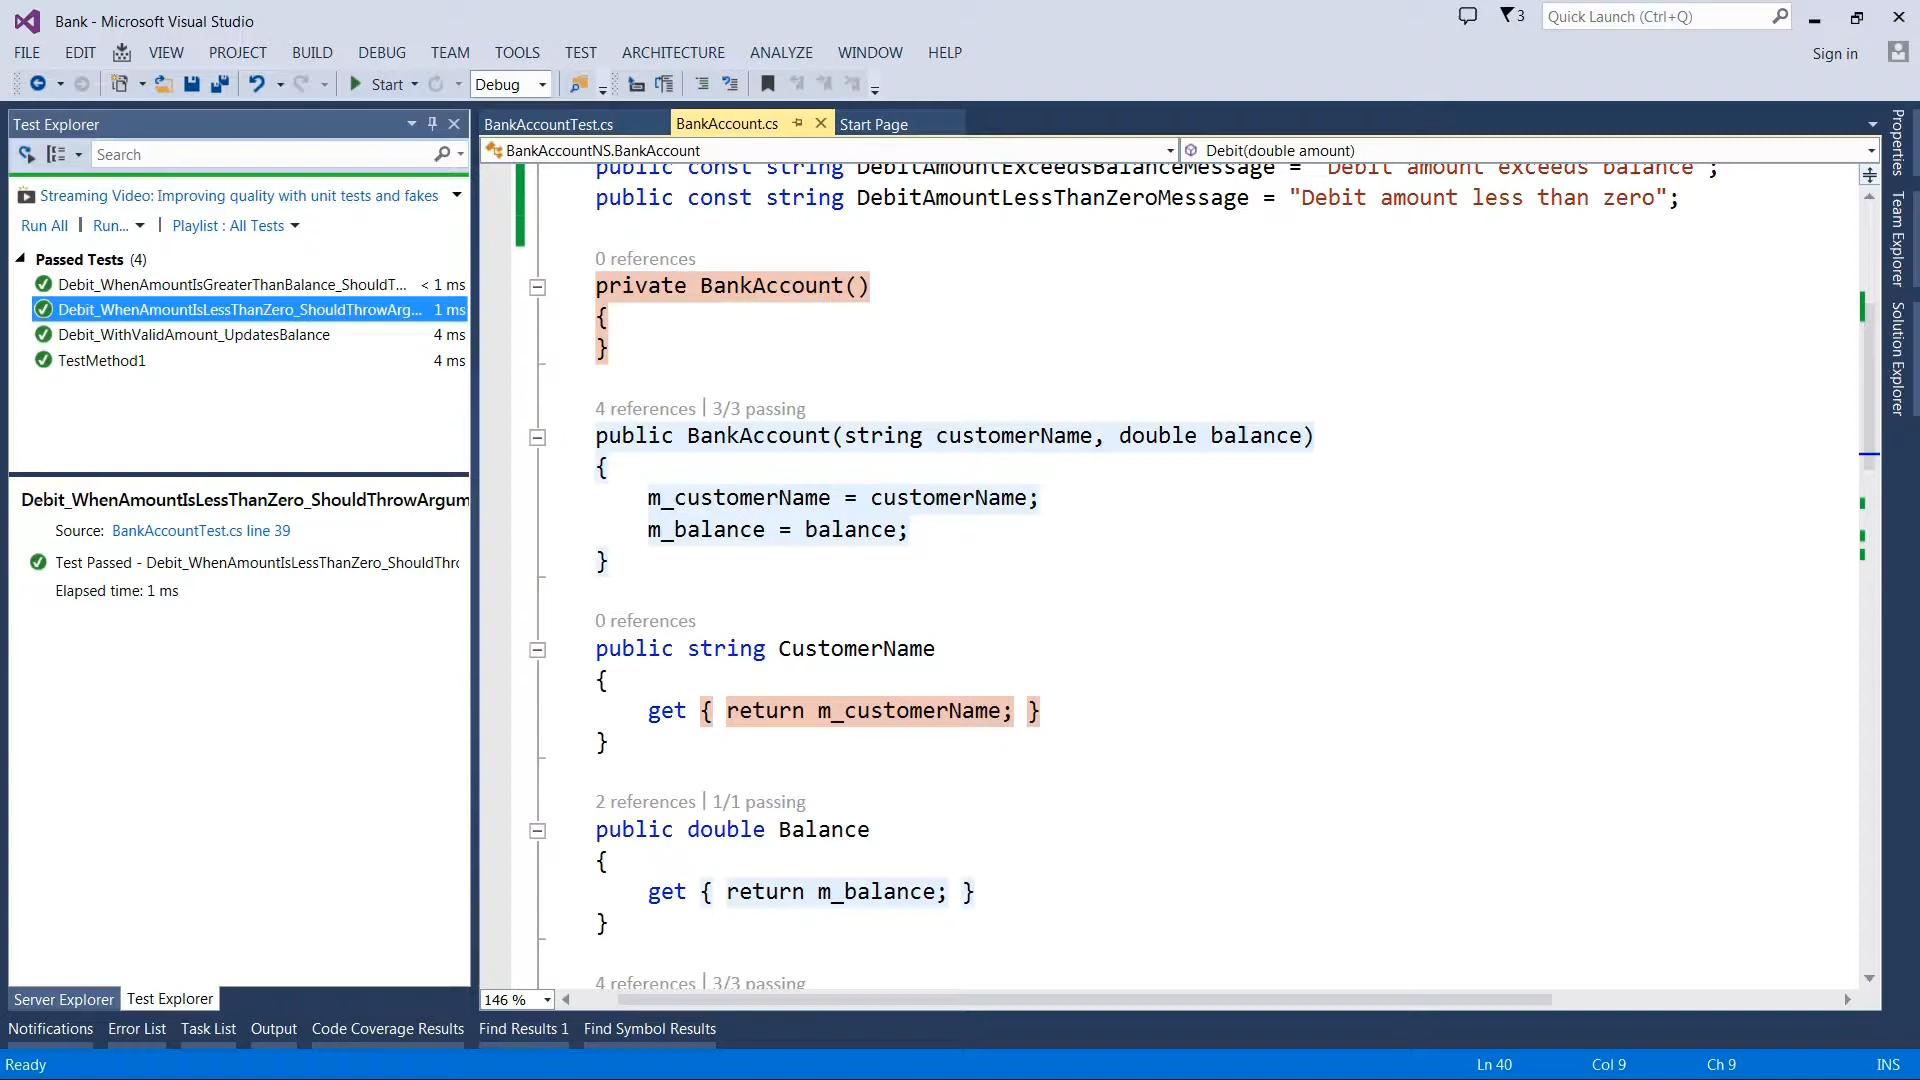 Bank - Microsoft Visual Studio
3
Quick Launch (Ctrl+Q)
FILE EDIT VIEW PROJECT BUILD DEBUG TEAM TOOLS TEST ARCHITECTURE ANALYZE WINDOW HELP
Sign in
Start
Debug
Test Explorer
Search
Streaming Video: Improving quality with unit tests and fakes
Run All | Run... | Playlist : All Tests
Passed Tests (4)
Debit_WhenAmountIsGreaterThanBalance_ShouldT... < 1 ms
Debit_WhenAmountIsLessThanZero_ShouldThrowArg... 1 ms
Debit_WithValidAmount_UpdatesBalance 4 ms
TestMethod1 4 ms
Debit_WhenAmountIsLessThanZero_ShouldThrowArgum
Source: BankAccountTest.cs line 39
Test Passed - Debit_WhenAmountIsLessThanZero_ShouldThro
Elapsed time: 1 ms
Server Explorer Test Explorer
BankAccountTest.cs BankAccount.cs Start Page
BankAccountNS.BankAccount Debit(double amount)
public const string DebitAmountExceedsBalanceMessage = "Debit amount exceeds balance";
public const string DebitAmountLessThanZeroMessage = "Debit amount less than zero";
0 references
private BankAccount()
{
}
4 references | 3/3 passing
public BankAccount(string customerName, double balance)
{
m_customerName = customerName;
m_balance = balance;
}
0 references
public string CustomerName
{
get { return m_customerName; }
}
2 references | 1/1 passing
public double Balance
{
get { return m_balance; }
}
4 references | 3/3 passing
146 %
Properties
Team Explorer
Solution Explorer
Notifications Error List Task List Output Code Coverage Results Find Results 1 Find Symbol Results
Ready Ln 40 Col 9 Ch 9 INS